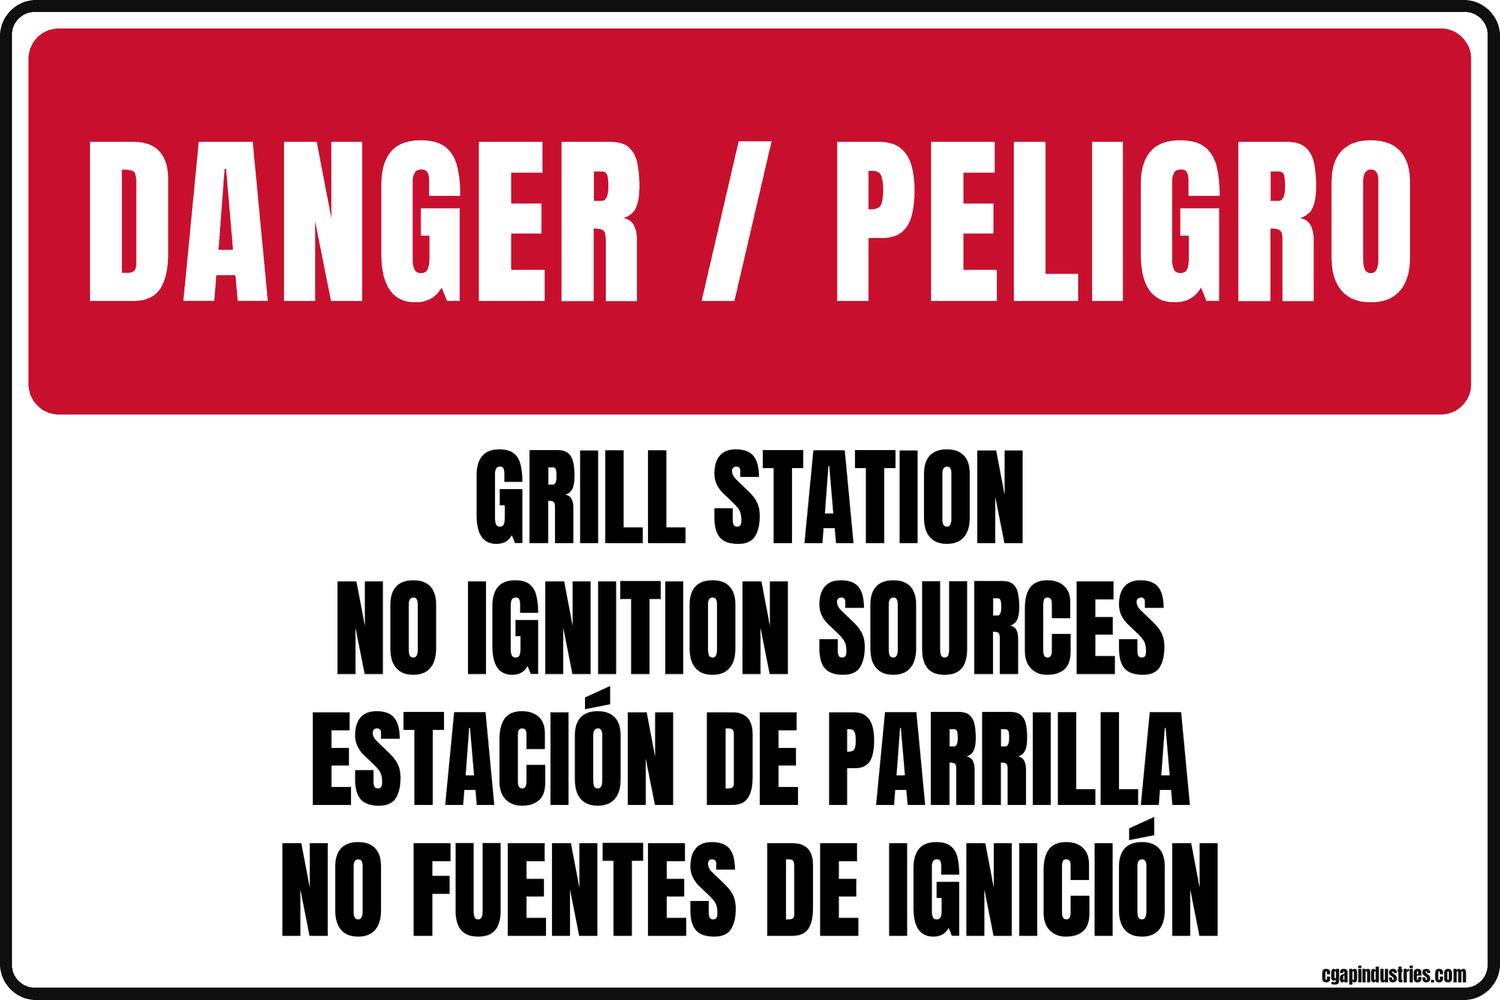 DANGER / PELIGRO
GRILL STATION
NO IGNITION SOURCES
ESTACIÓN DE PARRILLA
NO FUENTES DE IGNICIÓN
cgapindustries.com